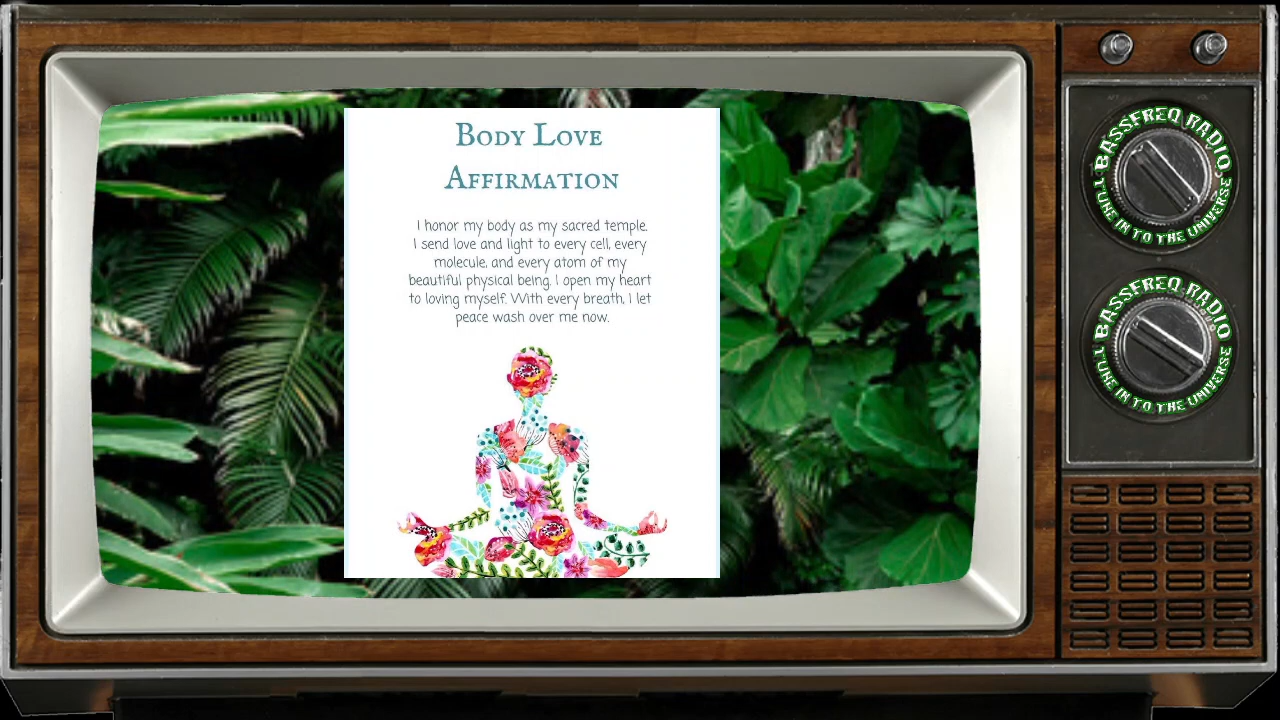 Body Love
Affirmation
I honor my body as my sacred temple.
I send love and light to every cell, every
molecule, and every atom of my
beautiful physical being. I open my heart
to loving myself. With every breath, I let
peace wash over me now.
BASSFREQ RADIO
TUNE IN TO THE UNIVERSE
BASSFREQ RADIO
TUNE IN TO THE UNIVERSE